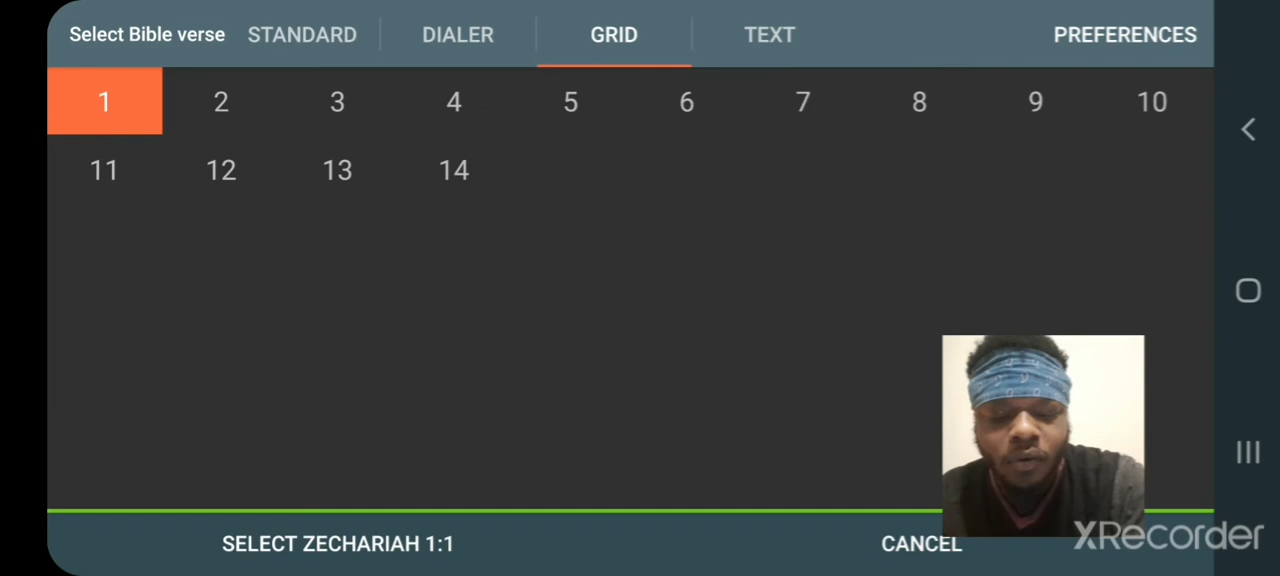 Select Bible verse STANDARD DIALER GRID TEXT PREFERENCES
1 2 3 4 5 6 7 8 9 10
11 12 13 14
SELECT ZECHARIAH 1:1 CANCEL
XRecorder